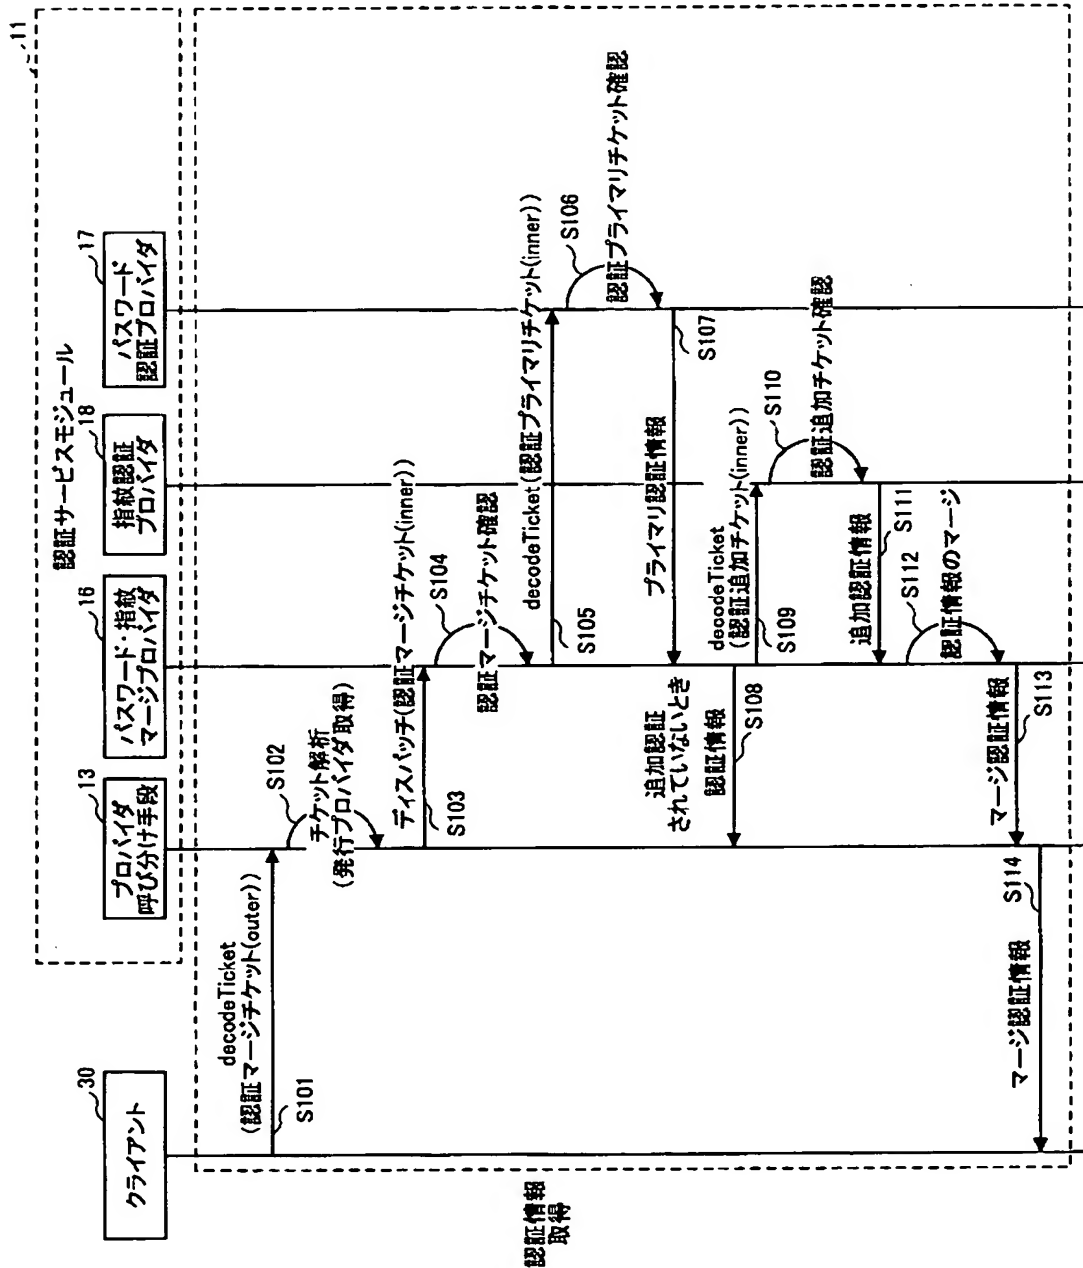 認証サービスモジュール
11
クライアント
30
プロバイダ
呼び分け手段
13
パスワード・指紋
マージプロバイダ
16
指紋認証
プロバイダ
18
パスワード
認証プロバイダ
17
認証情報
取得
decodeTicket
(認証マージチケット(outer))
S101
S102
チケット解析
(発行プロバイダ取得)
ディスパッチ(認証マージチケット(inner))
S103
S104
認証マージチケット確認
decodeTicket(認証プライマリチケット(inner))
S105
S106
認証プライマリチケット確認
プライマリ認証情報
S107
追加認証
されていないとき
認証情報
S108
decodeTicket
(認証追加チケット(inner))
S109
S110
認証追加チケット確認
追加認証情報
S111
S112
認証情報のマージ
マージ認証情報
S113
マージ認証情報
S114